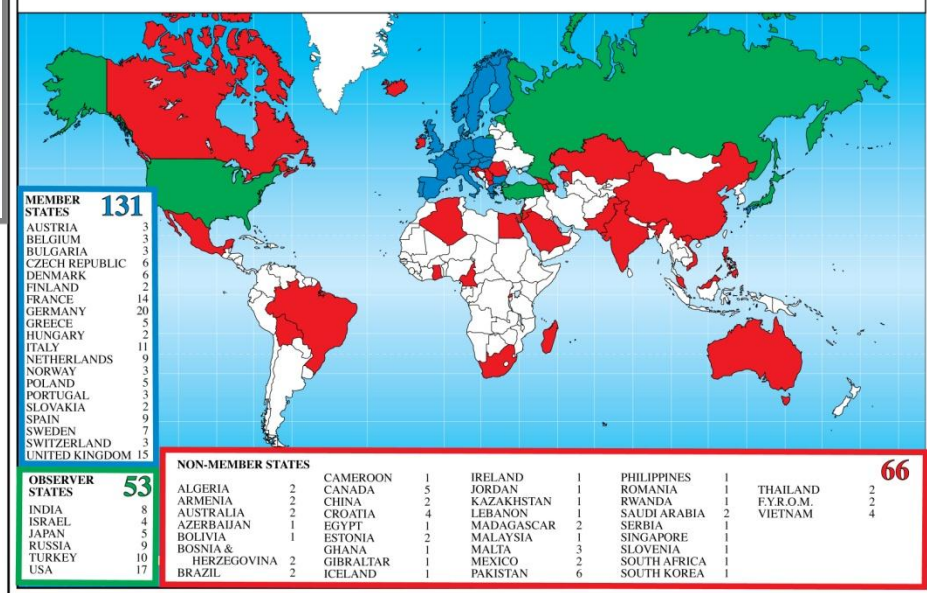 MEMBER
STATES 131
AUSTRIA 3
BELGIUM 3
BULGARIA 3
CZECH REPUBLIC 6
DENMARK 6
FINLAND 2
FRANCE 14
GERMANY 20
GREECE 5
HUNGARY 2
ITALY 11
NETHERLANDS 9
NORWAY 3
POLAND 5
PORTUGAL 3
SLOVAKIA 2
SPAIN 9
SWEDEN 7
SWITZERLAND 3
UNITED KINGDOM 15
OBSERVER
STATES 53
INDIA 8
ISRAEL 4
JAPAN 5
RUSSIA 9
TURKEY 10
USA 17
NON-MEMBER STATES 66
ALGERIA 2
ARMENIA 2
AUSTRALIA 2
AZERBAIJAN 1
BOLIVIA 1
BOSNIA &
HERZEGOVINA 2
BRAZIL 2
CAMEROON 1
CANADA 5
CHINA 2
CROATIA 4
EGYPT 1
ESTONIA 2
GHANA 1
GIBRALTAR 1
ICELAND 1
IRELAND 1
JORDAN 1
KAZAKHSTAN 1
LEBANON 1
MADAGASCAR 2
MALAYSIA 1
MALTA 3
MEXICO 2
PAKISTAN 6
PHILIPPINES 1
ROMANIA 1
RWANDA 1
SAUDI ARABIA 2
SERBIA 1
SINGAPORE 1
SLOVENIA 1
SOUTH AFRICA 1
SOUTH KOREA 1
THAILAND 2
F.Y.R.O.M. 2
VIETNAM 4